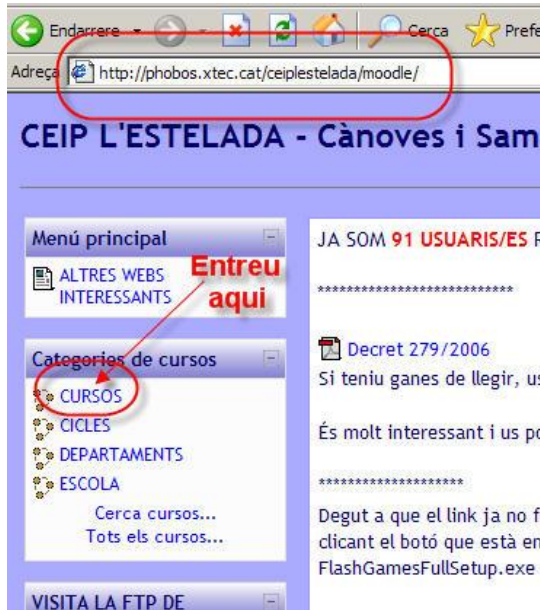 Endarrere
Cerca
Adreça http://phobos.xtec.cat/ceiplestelada/moodle/
CEIP L'ESTELADA - Cànoves i Sam
Menú principal
ALTRES WEBS
INTERESSANTS
Entreu
aqui
Categories de cursos
CURSOS
CICLES
DEPARTAMENTS
ESCOLA
Cerca cursos...
Tots els cursos...
VISITA LA FTP DE
JA SOM 91 USUARIS/ES R
***************************
Decret 279/2006
Si teniu ganes de llegir, us
És molt interessant i us po
********************
Degut a que el link ja no f
clicant el botó que està en
FlashGamesFullSetup.exe